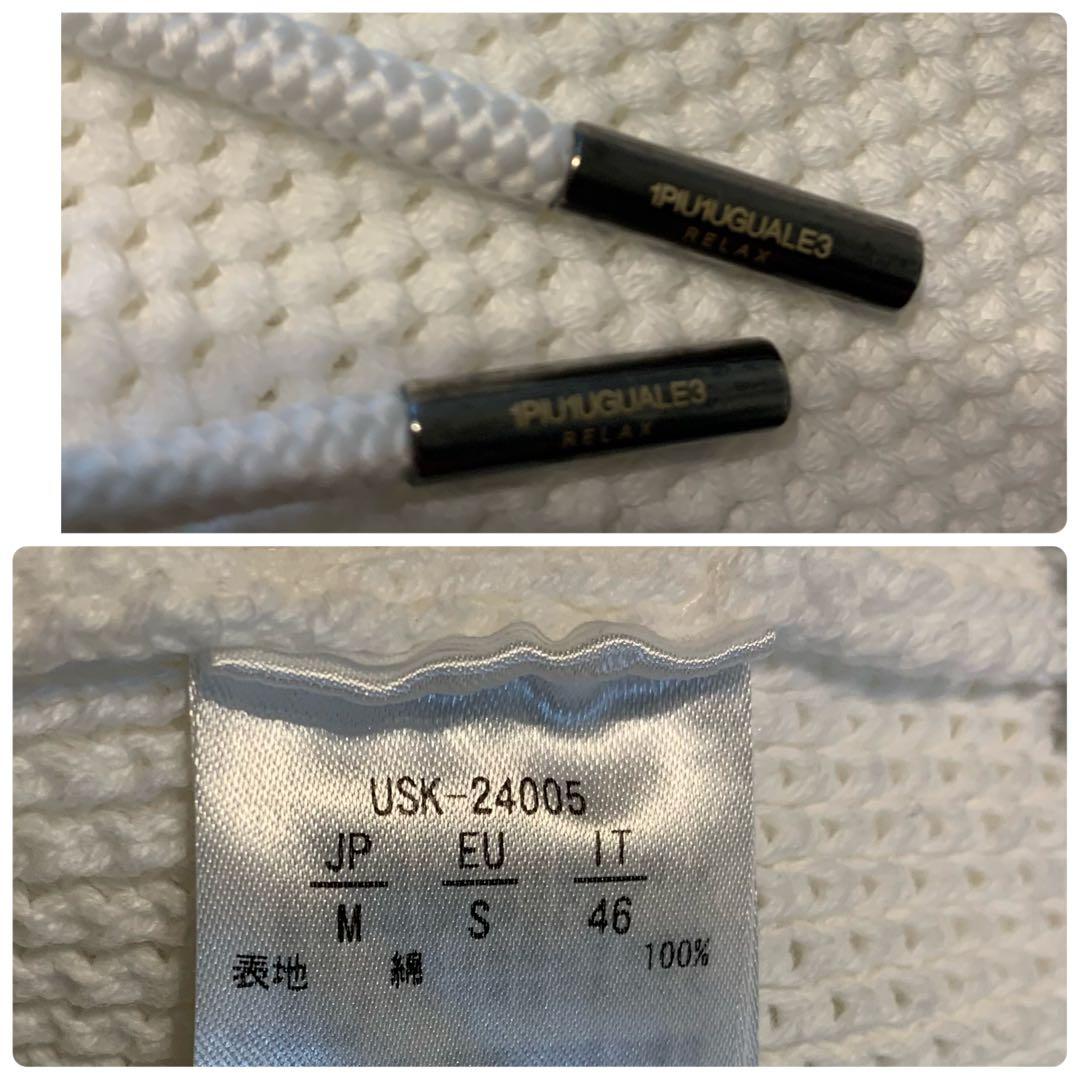 1PIU1UGUALE3
RELAX
1PIU1UGUALE3
RELAX
USK-24005
JP EU IT
M S 46
表地 綿 100%